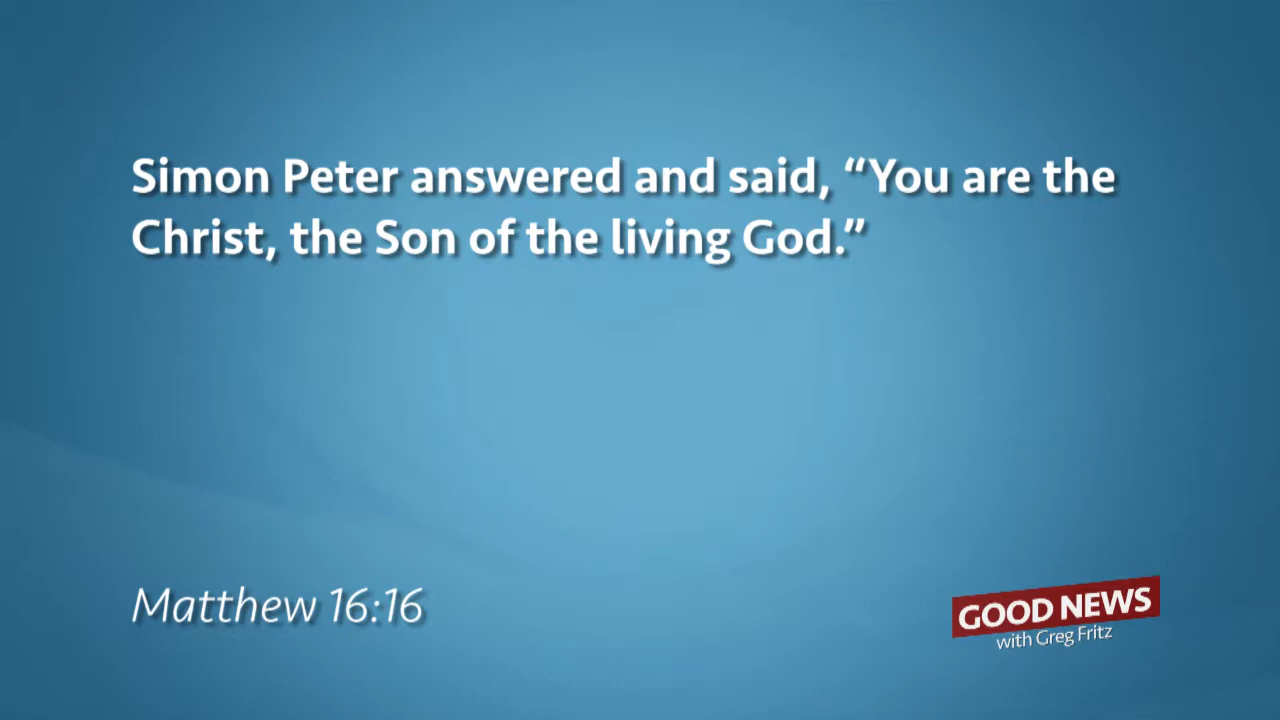 Simon Peter answered and said, “You are the
Christ, the Son of the living God.”
Matthew 16:16
GOOD NEWS
with Greg Fritz